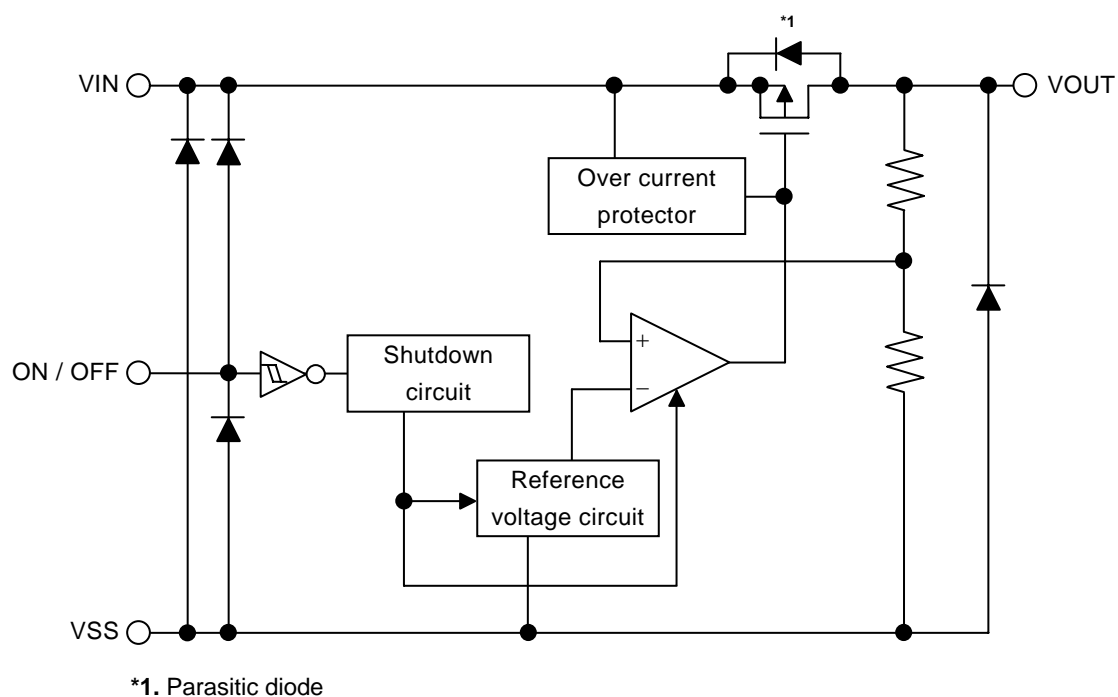 *1
VIN
VOUT
Over current
protector
+
−
ON / OFF
Shutdown
circuit
Reference
voltage circuit
VSS
*1. Parasitic diode